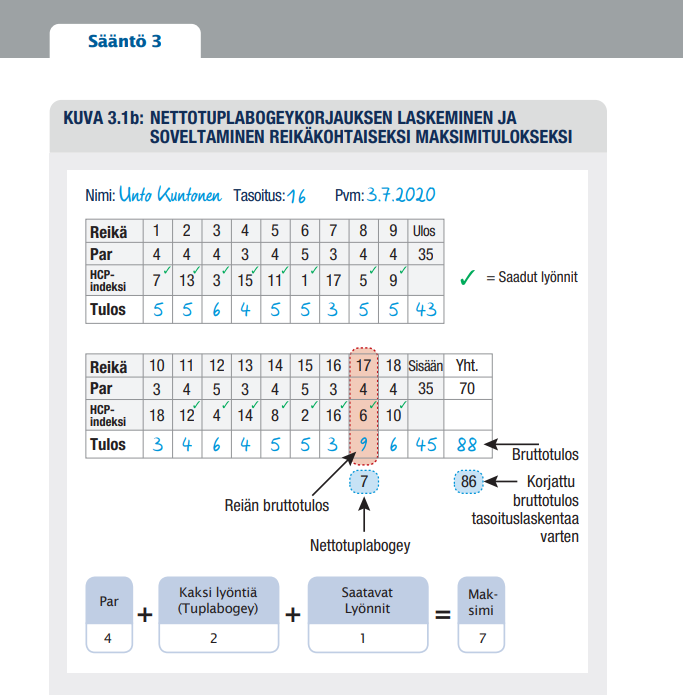 Sääntö 3
KUVA 3.1b: NETTOTUPLABOGEYKORJAUKSEN LASKEMINEN JA
SOVELTAMINEN REIKÄKOHTAISEKSI MAKSIMITULOKSEKSI
Nimi: Unto Kuntonen Tasoitus: 16 Pvm: 3.7.2020
Reikä 1 2 3 4 5 6 7 8 9 Ulos
Par 4 4 4 3 4 5 3 4 4 35
HCP-
indeksi 7✓ 13✓ 3✓ 15✓ 11✓ 1✓ 17 5✓ 9✓
✓ = Saadut lyönnit
Tulos 5 5 6 4 5 5 3 5 5 43
Reikä 10 11 12 13 14 15 16 17 18 Sisään Yht.
Par 3 4 5 3 4 5 3 4 4 35 70
HCP-
indeksi 18 12✓ 4✓ 14✓ 8✓ 2✓ 16✓ 6✓ 10✓
Tulos 3 4 6 4 5 5 3 9 6 45 88
Bruttotulos
7 86 Korjattu
bruttotulos
tasoituslaskentaa
varten
Reiän bruttotulos
Nettotuplabogey
Par + Kaksi lyöntiä
(Tuplabogey) + Saatavat
Lyönnit = Mak-
simi
4 2 1 7